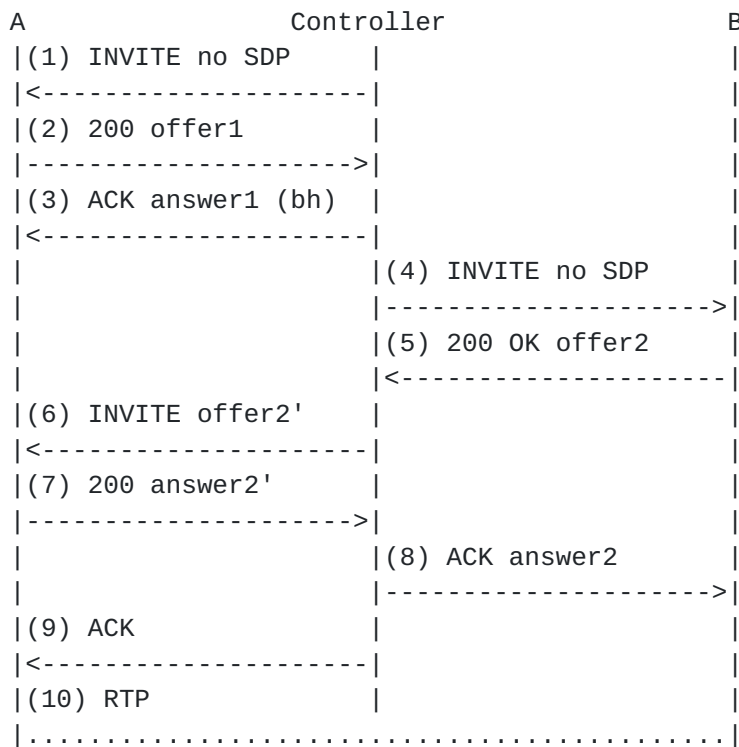 A                 Controller                  B
|(1) INVITE no SDP     |                      |
|<---------------------|                      |
|(2) 200 offer1        |                      |
|--------------------->|                      |
|(3) ACK answer1 (bh)  |                      |
|<---------------------|                      |
|                      |(4) INVITE no SDP     |
|                      |--------------------->|
|                      |(5) 200 OK offer2     |
|                      |<---------------------|
|(6) INVITE offer2'    |                      |
|<---------------------|                      |
|(7) 200 answer2'      |                      |
|--------------------->|                      |
|                      |(8) ACK answer2       |
|                      |--------------------->|
|(9) ACK               |                      |
|<---------------------|                      |
|(10) RTP              |                      |
|.............................................|